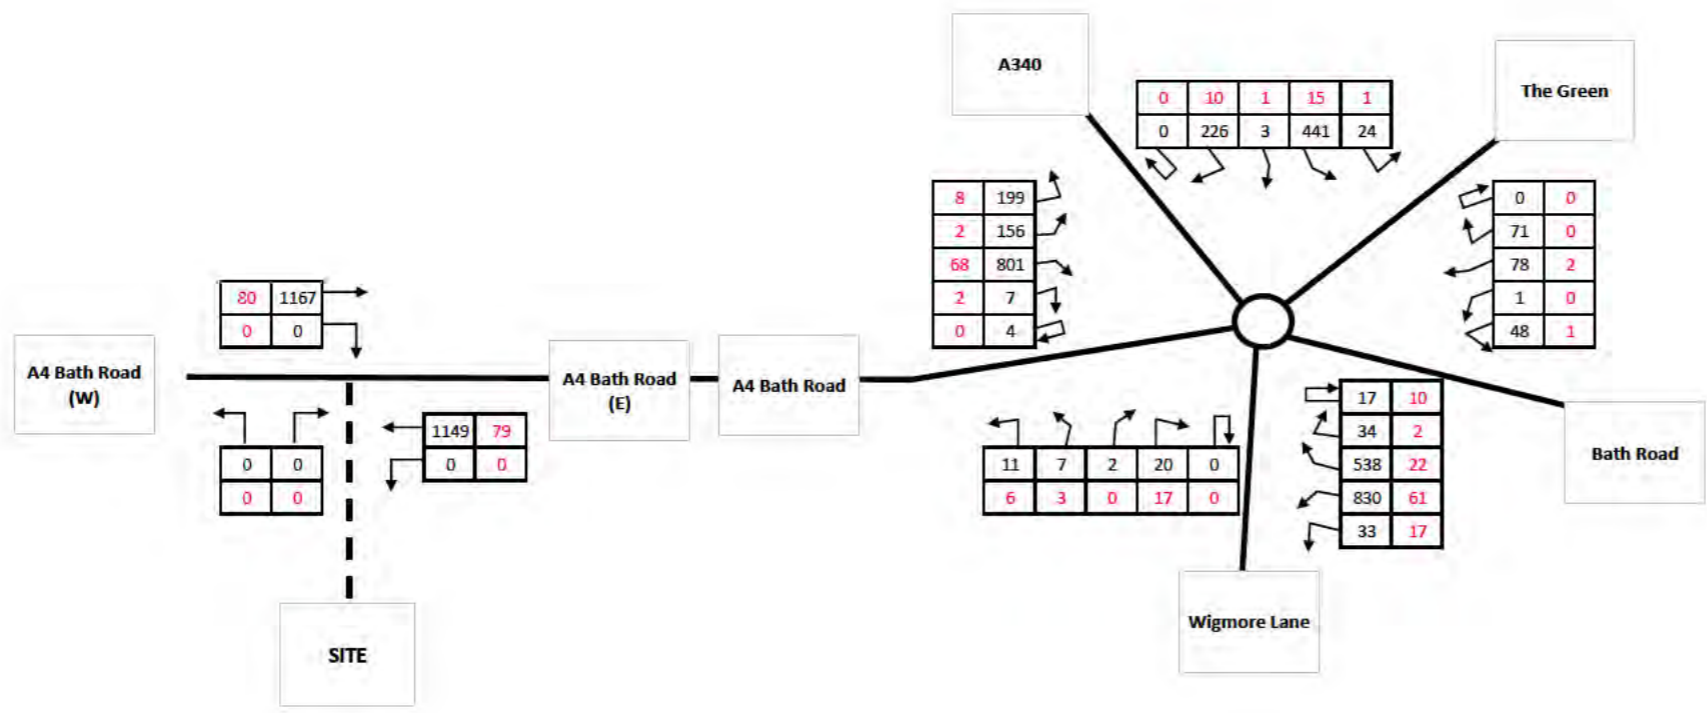 A340
0 10 1 15 1
0 226 3 441 24
The Green
8 199
2 156
68 801
2 7
0 4
0 0
71 0
78 2
1 0
48 1
80 1167
0 0
A4 Bath Road
(W)
A4 Bath Road
(E)
A4 Bath Road
1149 79
0 0
0 0
0 0
11 7 2 20 0
6 3 0 17 0
17 10
34 2
538 22
830 61
33 17
Bath Road
Wigmore Lane
SITE